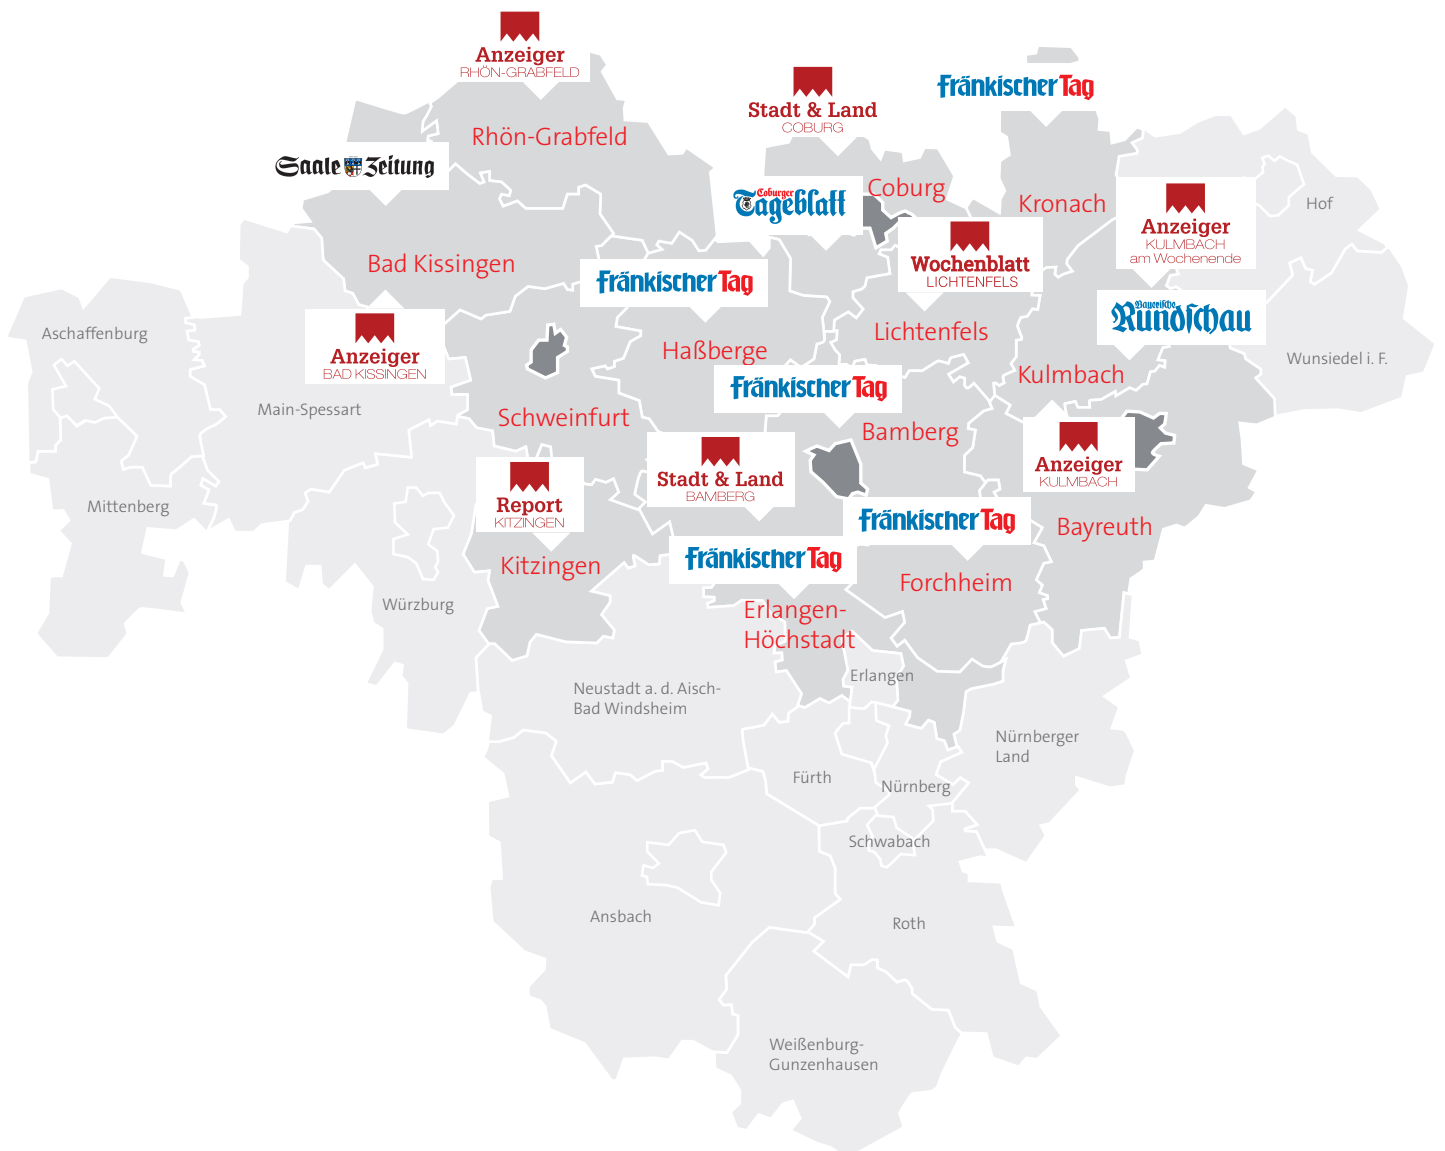 Anzeiger
RHÖN-GRABFELD
Stadt & Land
COBURG
Fränkischer Tag
Rhön-Grabfeld
Saale Zeitung
Coburger
Tageblatt
Coburg
Kronach
Anzeiger
KULMBACH
am Wochenende
Hof
Bad Kissingen
Fränkischer Tag
Wochenblatt
LICHTENFELS
Bayerische
Rundschau
Aschaffenburg
Anzeiger
BAD KISSINGEN
Haßberge
Lichtenfels
Wunsiedel i. F.
Kulmbach
Fränkischer Tag
Main-Spessart
Schweinfurt
Bamberg
Anzeiger
KULMBACH
Stadt & Land
BAMBERG
Mittenberg
Report
KITZINGEN
Fränkischer Tag
Bayreuth
Kitzingen
Fränkischer Tag
Forchheim
Würzburg
Erlangen-
Höchstadt
Erlangen
Neustadt a. d. Aisch-
Bad Windsheim
Nürnberger
Land
Fürth
Nürnberg
Schwabach
Ansbach
Roth
Weißenburg-
Gunzenhausen